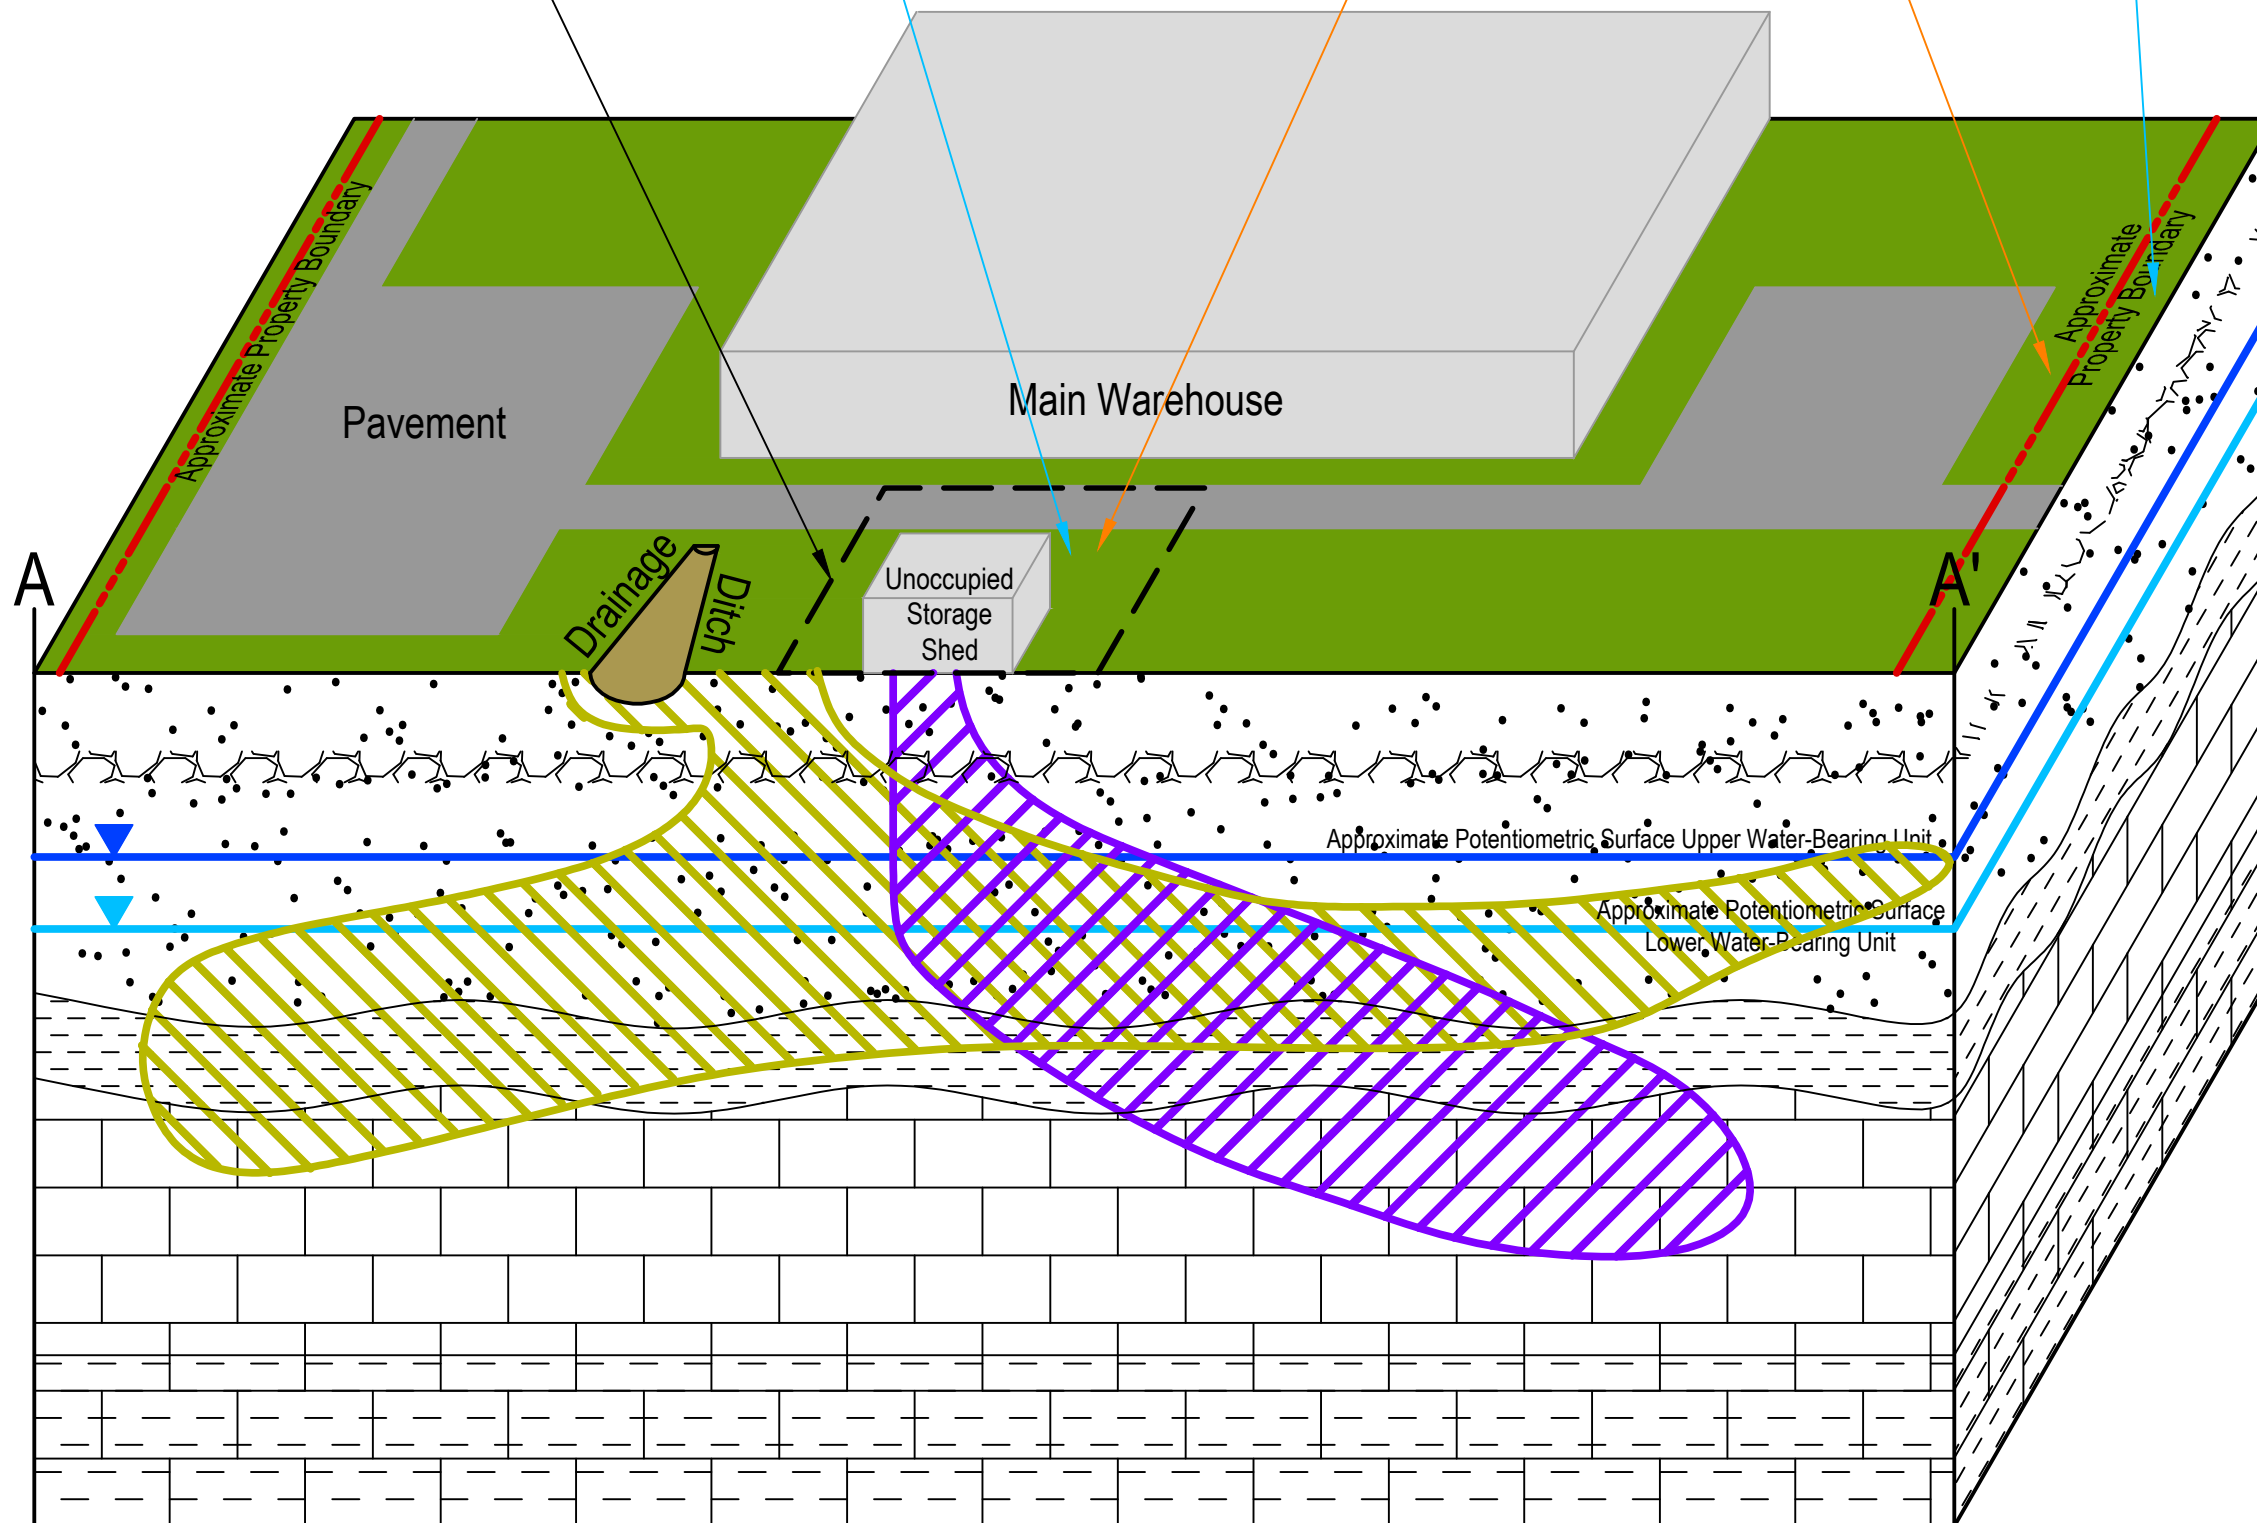 Approximate Property Boundary
Approximate
Property Boundary
Main Warehouse
Pavement
Drainage
Ditch
Unoccupied
Storage
Shed
A
A'
Approximate Potentiometric Surface Upper Water-Bearing Unit
Approximate Potentiometric Surface
Lower Water-Bearing Unit